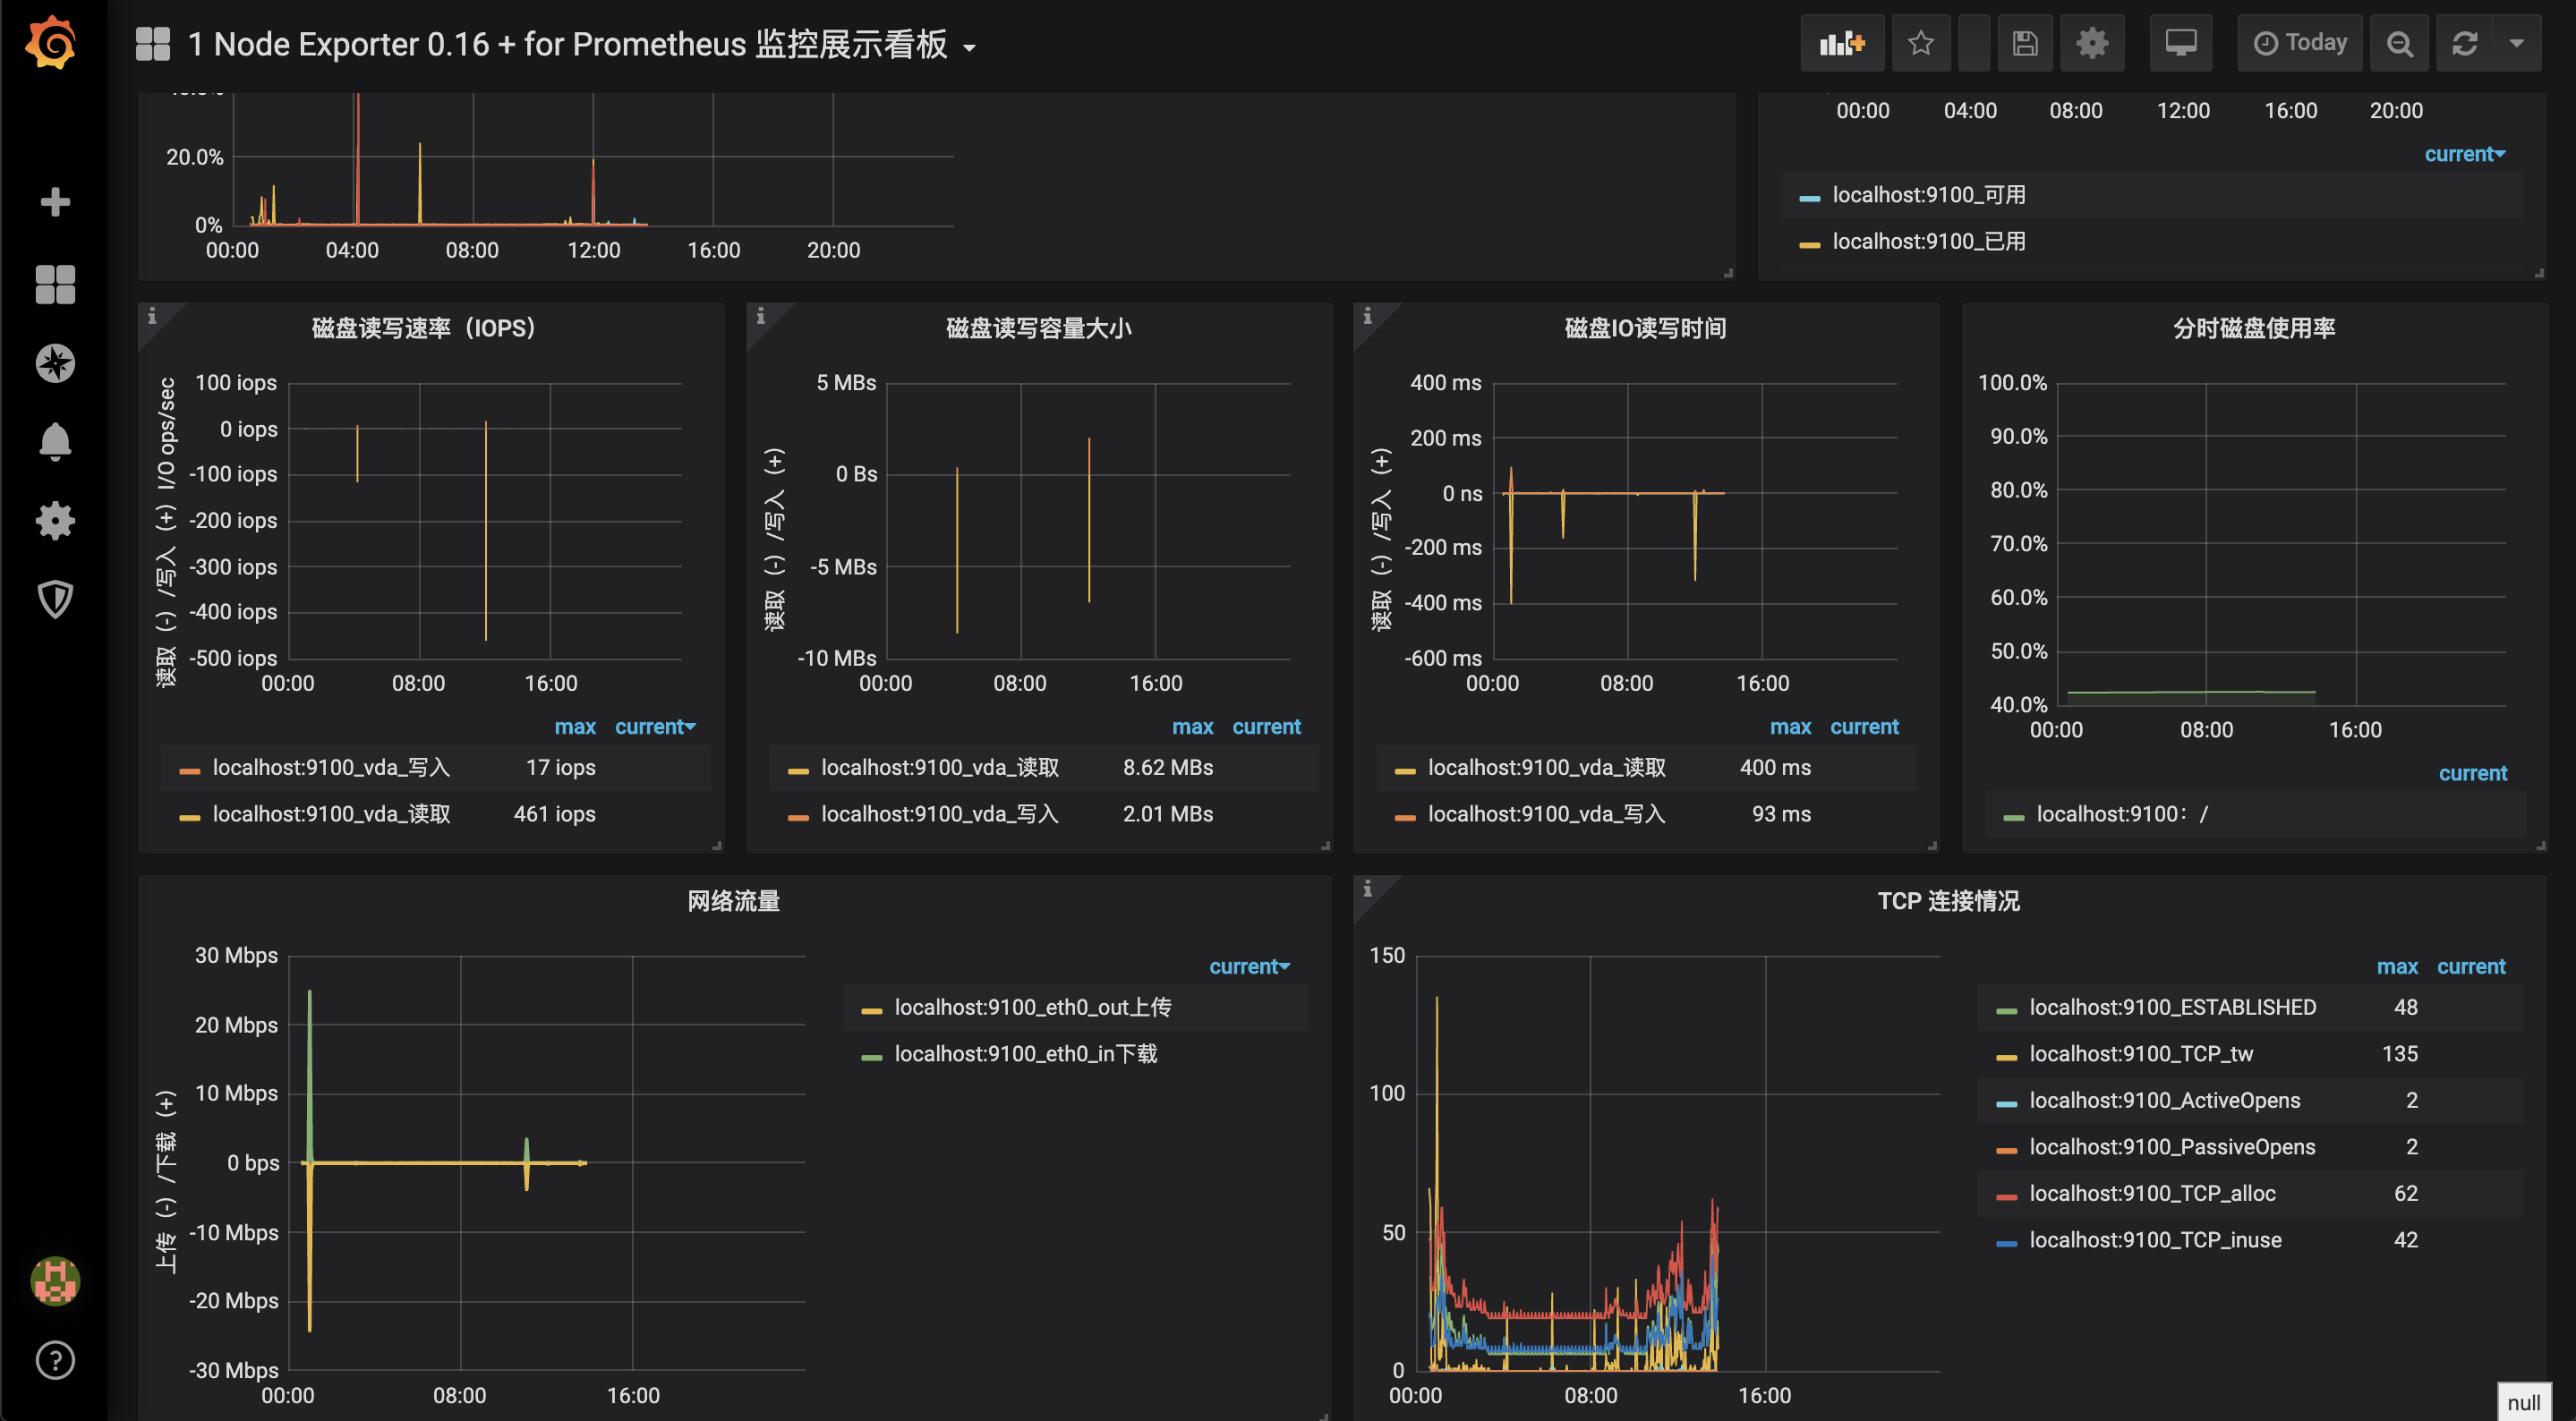 1 Node Exporter 0.16 + for Prometheus 监控展示看板
Today
20.0%
0%
00:00 04:00 08:00 12:00 16:00 20:00
00:00 04:00 08:00 12:00 16:00 20:00
current
localhost:9100_可用
localhost:9100_已用
磁盘读写速率（IOPS）
读取（-）/写入（+）I/O ops/sec
100 iops
0 iops
-100 iops
-200 iops
-300 iops
-400 iops
-500 iops
00:00 08:00 16:00
max current
localhost:9100_vda_写入 17 iops
localhost:9100_vda_读取 461 iops
磁盘读写容量大小
读取（-）/写入（+）
5 MBs
0 Bs
-5 MBs
-10 MBs
00:00 08:00 16:00
max current
localhost:9100_vda_读取 8.62 MBs
localhost:9100_vda_写入 2.01 MBs
磁盘IO读写时间
读取（-）/写入（+）
400 ms
200 ms
0 ns
-200 ms
-400 ms
-600 ms
00:00 08:00 16:00
max current
localhost:9100_vda_读取 400 ms
localhost:9100_vda_写入 93 ms
分时磁盘使用率
100.0%
90.0%
80.0%
70.0%
60.0%
50.0%
40.0%
00:00 08:00 16:00
current
localhost:9100：/
网络流量
上传（-）/下载（+）
30 Mbps
20 Mbps
10 Mbps
0 bps
-10 Mbps
-20 Mbps
-30 Mbps
00:00 08:00 16:00
current
localhost:9100_eth0_out上传
localhost:9100_eth0_in下载
TCP 连接情况
150
100
50
0
00:00 08:00 16:00
max current
localhost:9100_ESTABLISHED 48
localhost:9100_TCP_tw 135
localhost:9100_ActiveOpens 2
localhost:9100_PassiveOpens 2
localhost:9100_TCP_alloc 62
localhost:9100_TCP_inuse 42
null